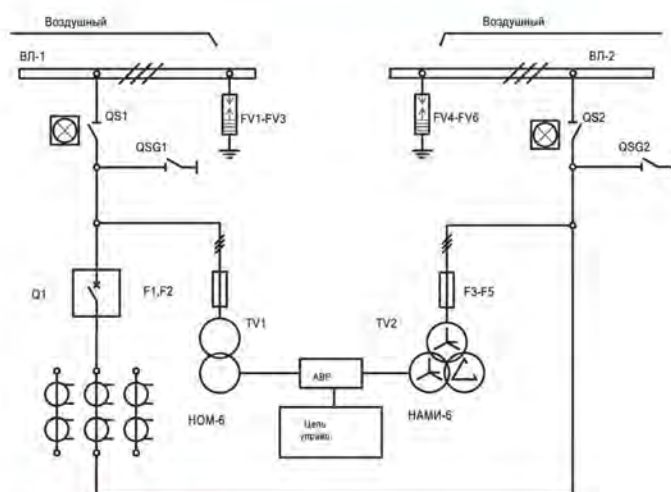 Воздушный
Воздушный
ВЛ-1
ВЛ-2
QS1
FV1-FV3
FV4-FV6
QS2
QSG1
QSG2
Q1
F1,F2
F3-F5
TV1
TV2
АВР
НОМ-6
НАМИ-6
Цепь
управо.